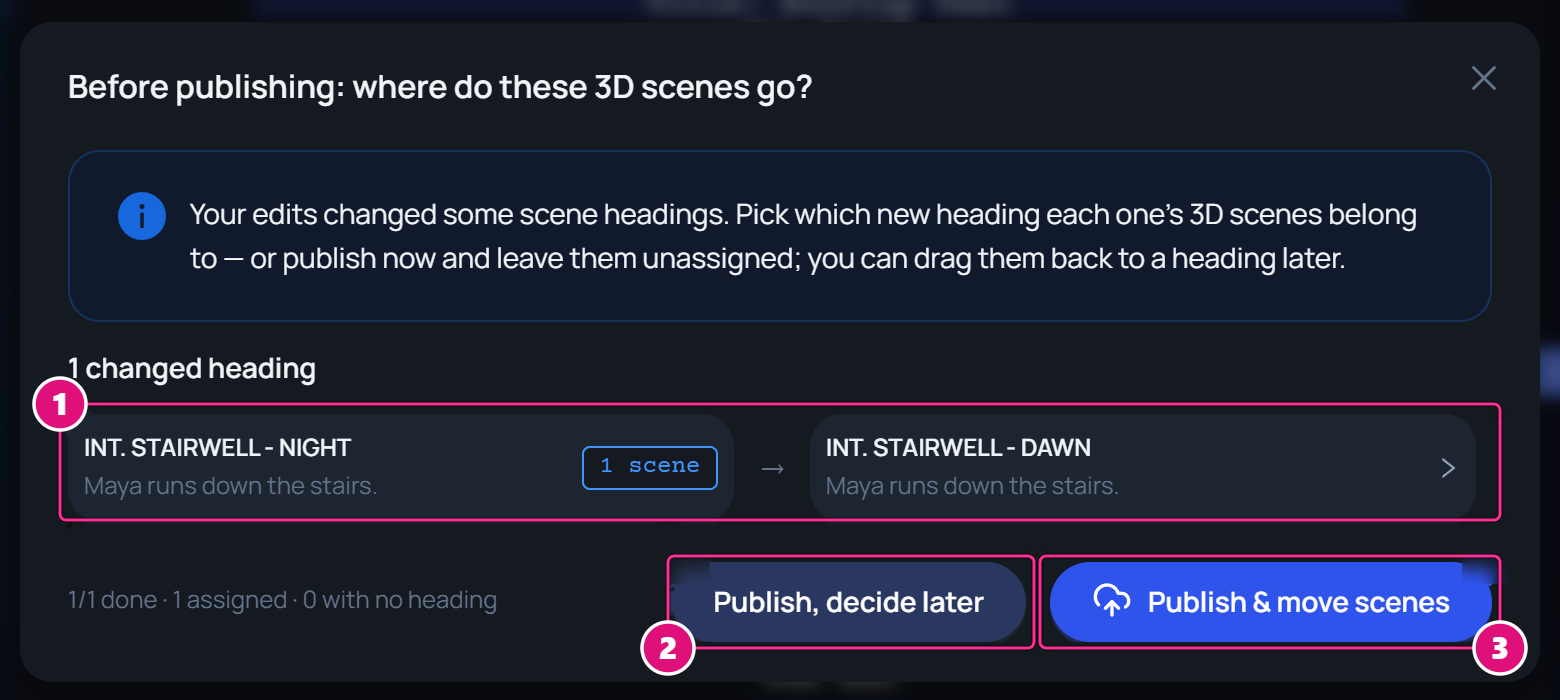 Before publishing: where do these 3D scenes go?
Your edits changed some scene headings. Pick which new heading each one’s 3D scenes belong
to — or publish now and leave them unassigned; you can drag them back to a heading later.
1 changed heading
1
INT. STAIRWELL - NIGHT
Maya runs down the stairs.
1 scene
→
INT. STAIRWELL - DAWN
Maya runs down the stairs.
1/1 done · 1 assigned · 0 with no heading
Publish, decide later
Publish & move scenes
2
3